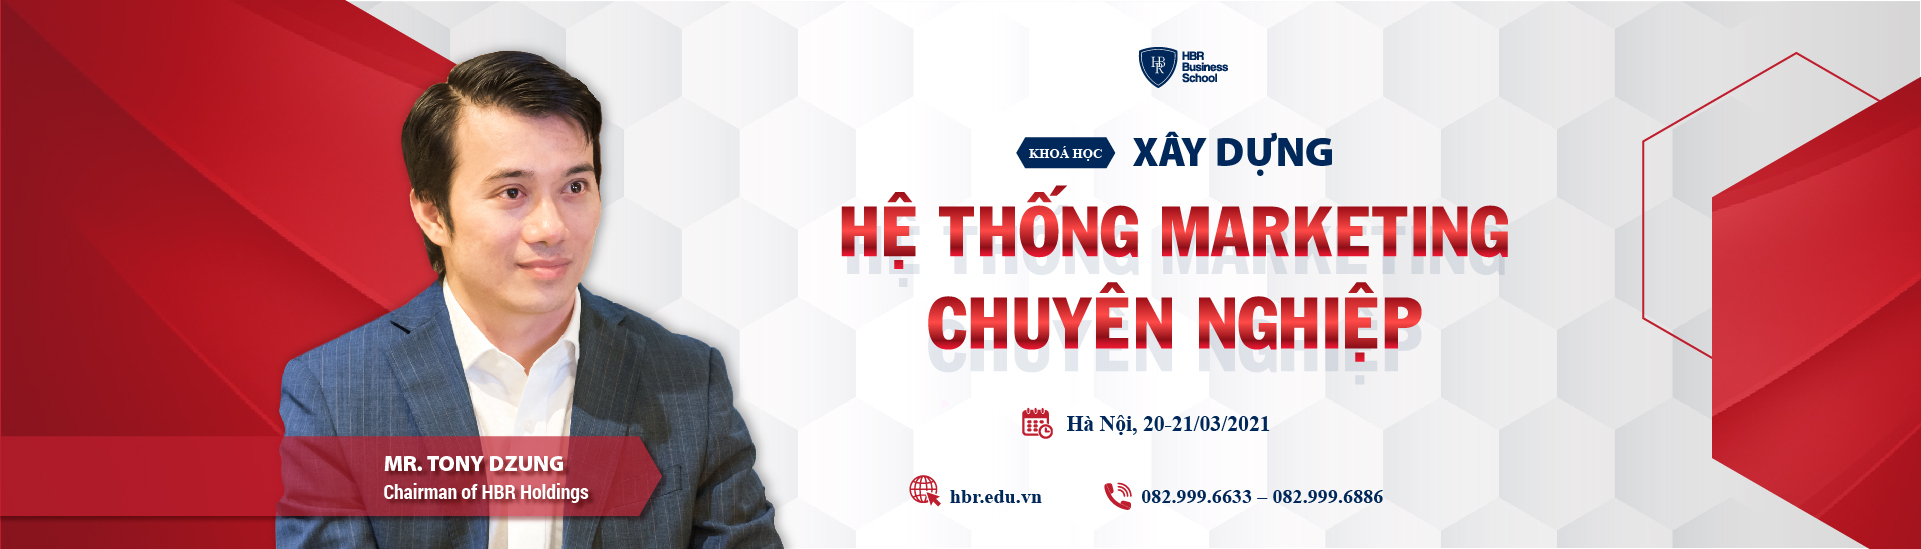 HBR
Business
School
KHOÁ HỌC
XÂY DỰNG
HỆ THỐNG MARKETING
CHUYÊN NGHIỆP
Hà Nội, 20-21/03/2021
hbr.edu.vn
082.999.6633 – 082.999.6886
MR. TONY DZUNG
Chairman of HBR Holdings